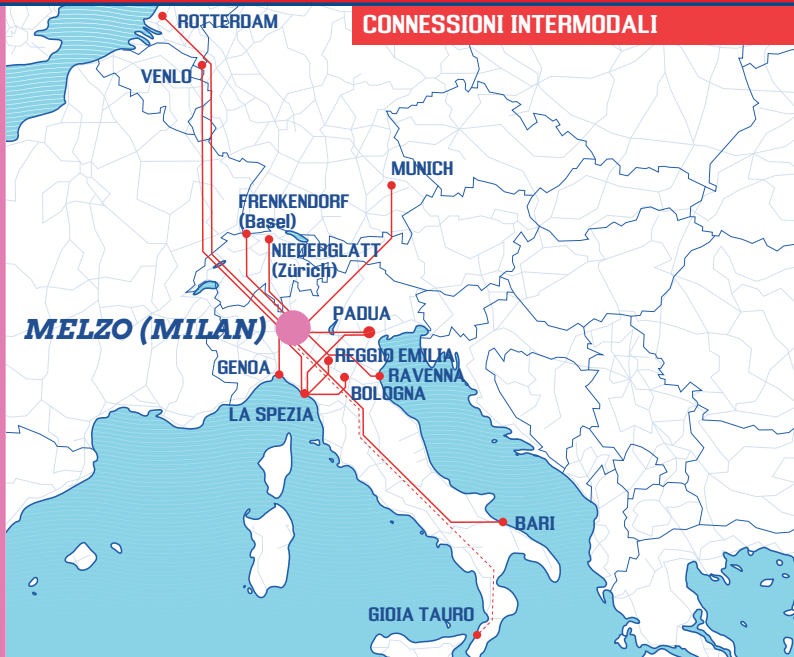 ROTTERDAM
CONNESSIONI INTERMODALI
VENLO
MUNICH
FRENKENDORF
(Basel)
NIEDERGLATT
(Zürich)
PADUA
MELZO (MILAN)
REGGIO EMILIA
GENOA
RAVENNA
BOLOGNA
LA SPEZIA
BARI
GIOIA TAURO